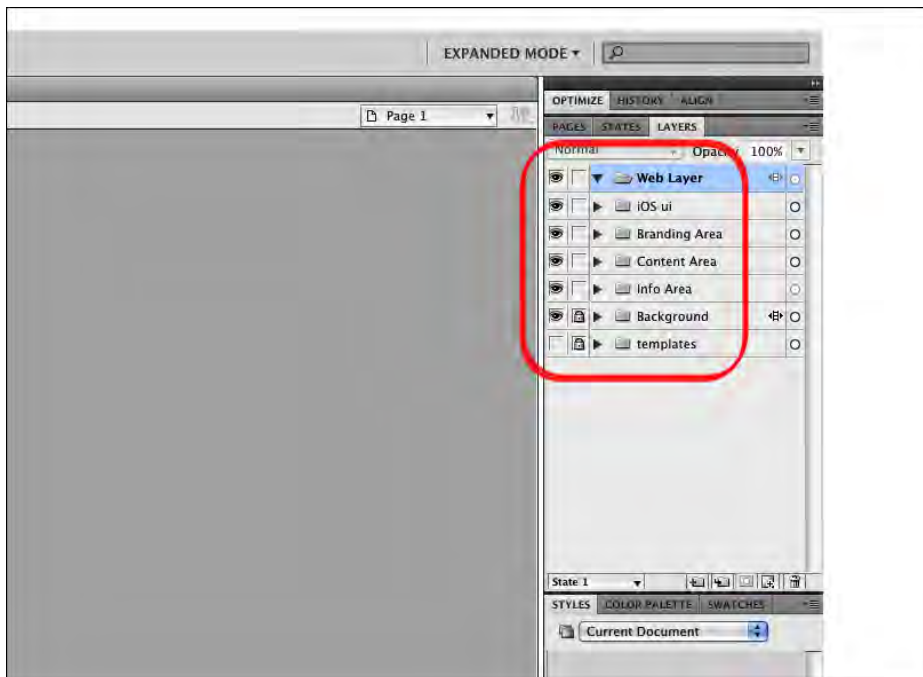 EXPANDED MODE
Page 1
OPTIMIZE HISTORY ALIGN
PAGES STATES LAYERS
Normal Opacity 100%
Web Layer
iOS ui
Branding Area
Content Area
Info Area
Background
templates
State 1
STYLES COLOR PALETTE SWATCHES
Current Document